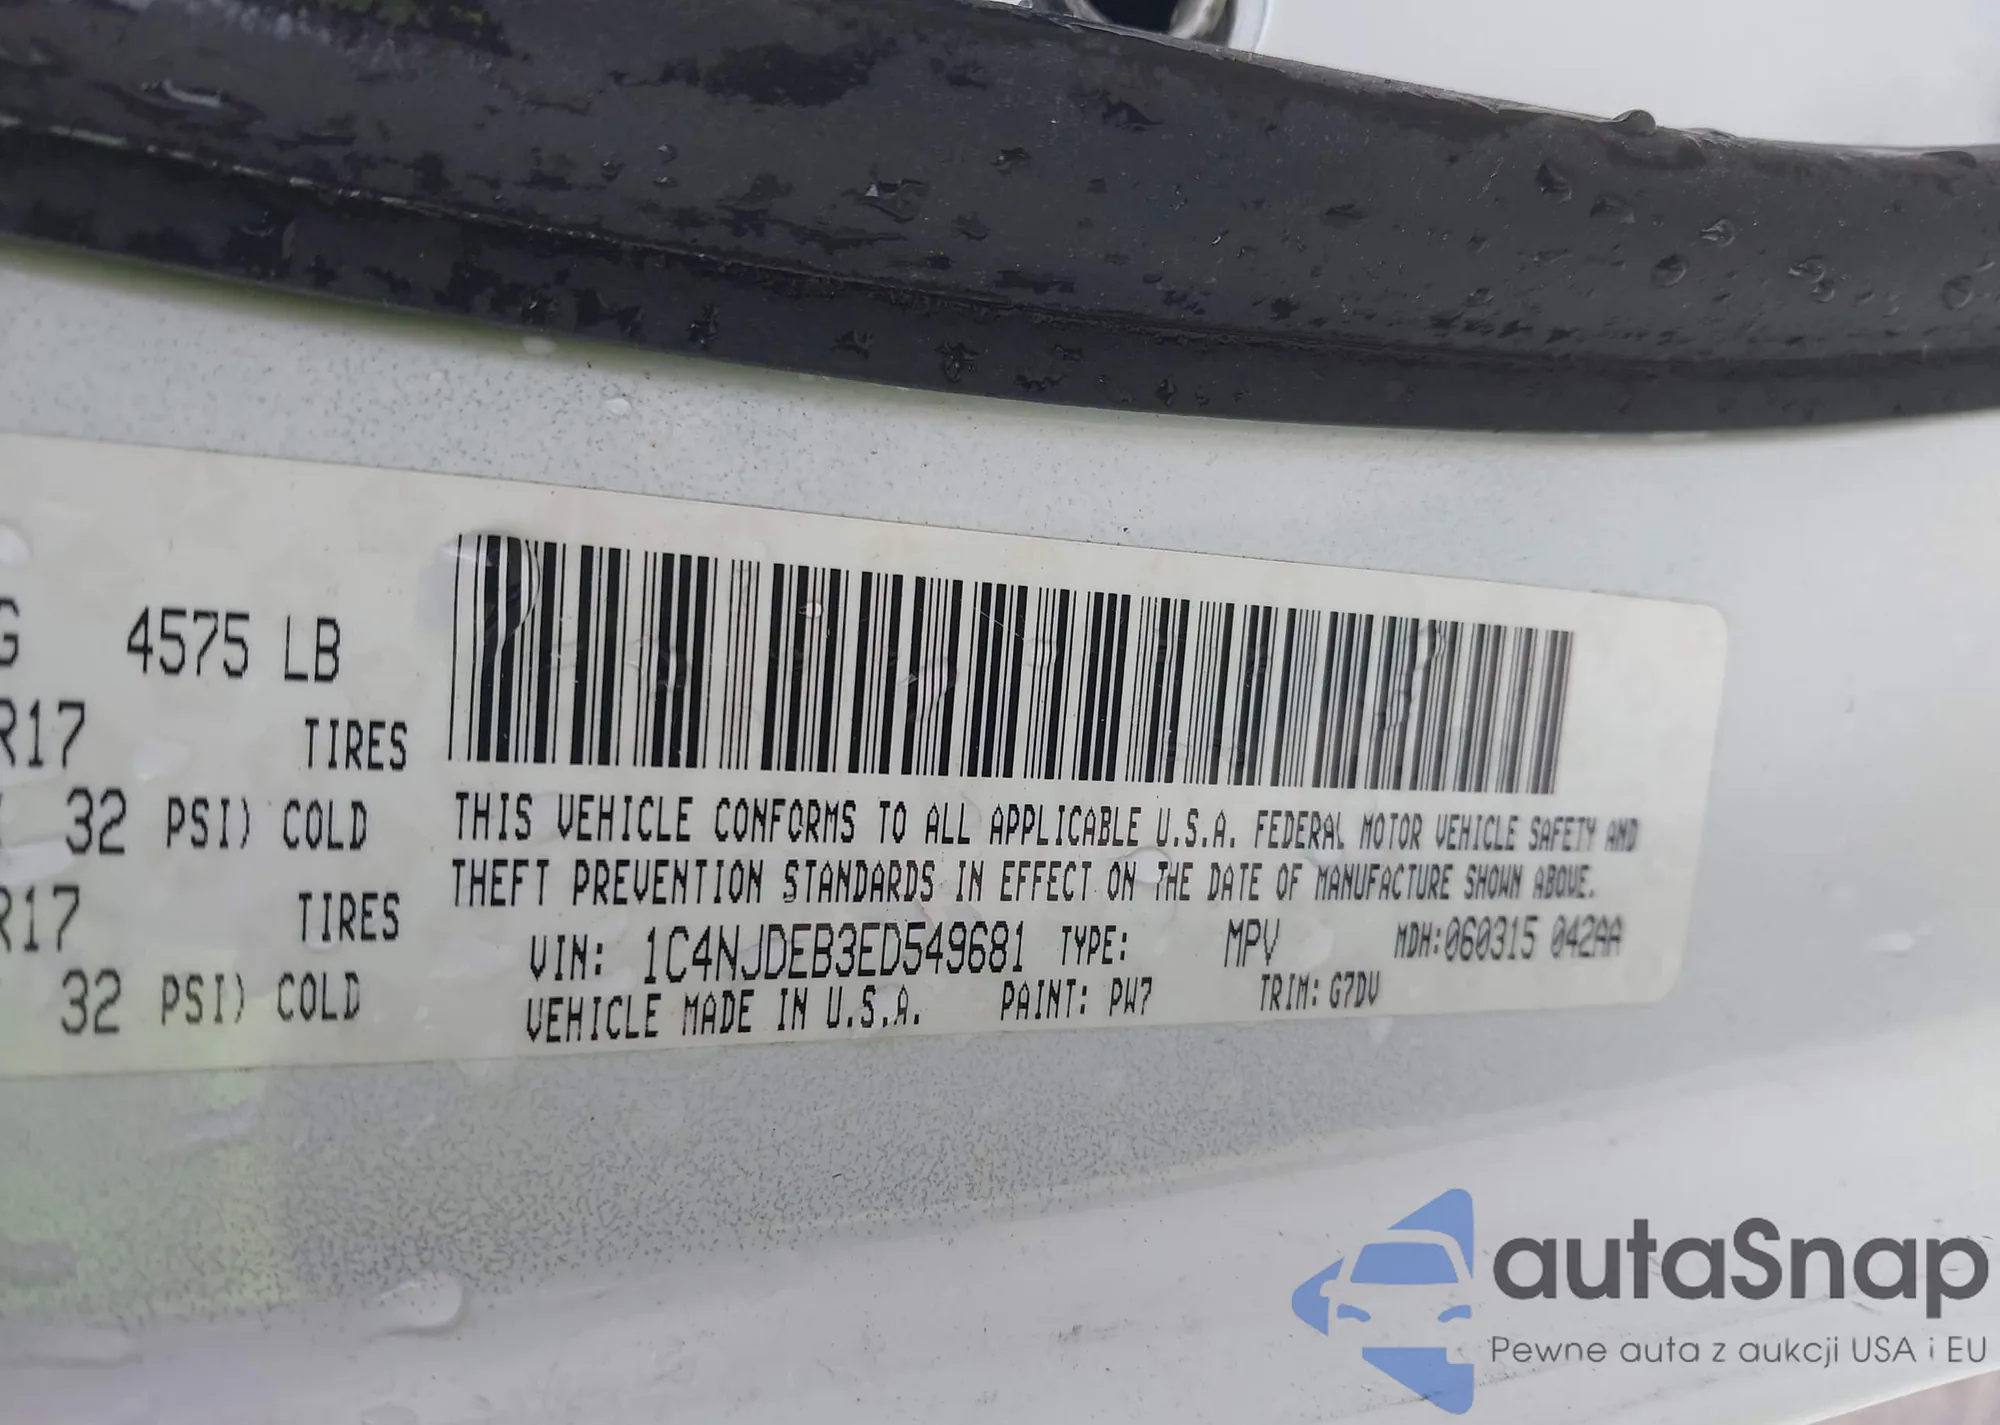 4575 LB
R17 TIRES
32 PSI) COLD
R17 TIRES
32 PSI) COLD
THIS VEHICLE CONFORMS TO ALL APPLICABLE U.S.A. FEDERAL MOTOR VEHICLE SAFETY AND
THEFT PREVENTION STANDARDS IN EFFECT ON THE DATE OF MANUFACTURE SHOWN ABOVE.
VIN: 1C4NJDEB3ED549681 TYPE: MPV MDH:060315 042AA
VEHICLE MADE IN U.S.A. PAINT: PW7 TRIM: G7DV
autaSnap
Pewne auta z aukcji USA i EU